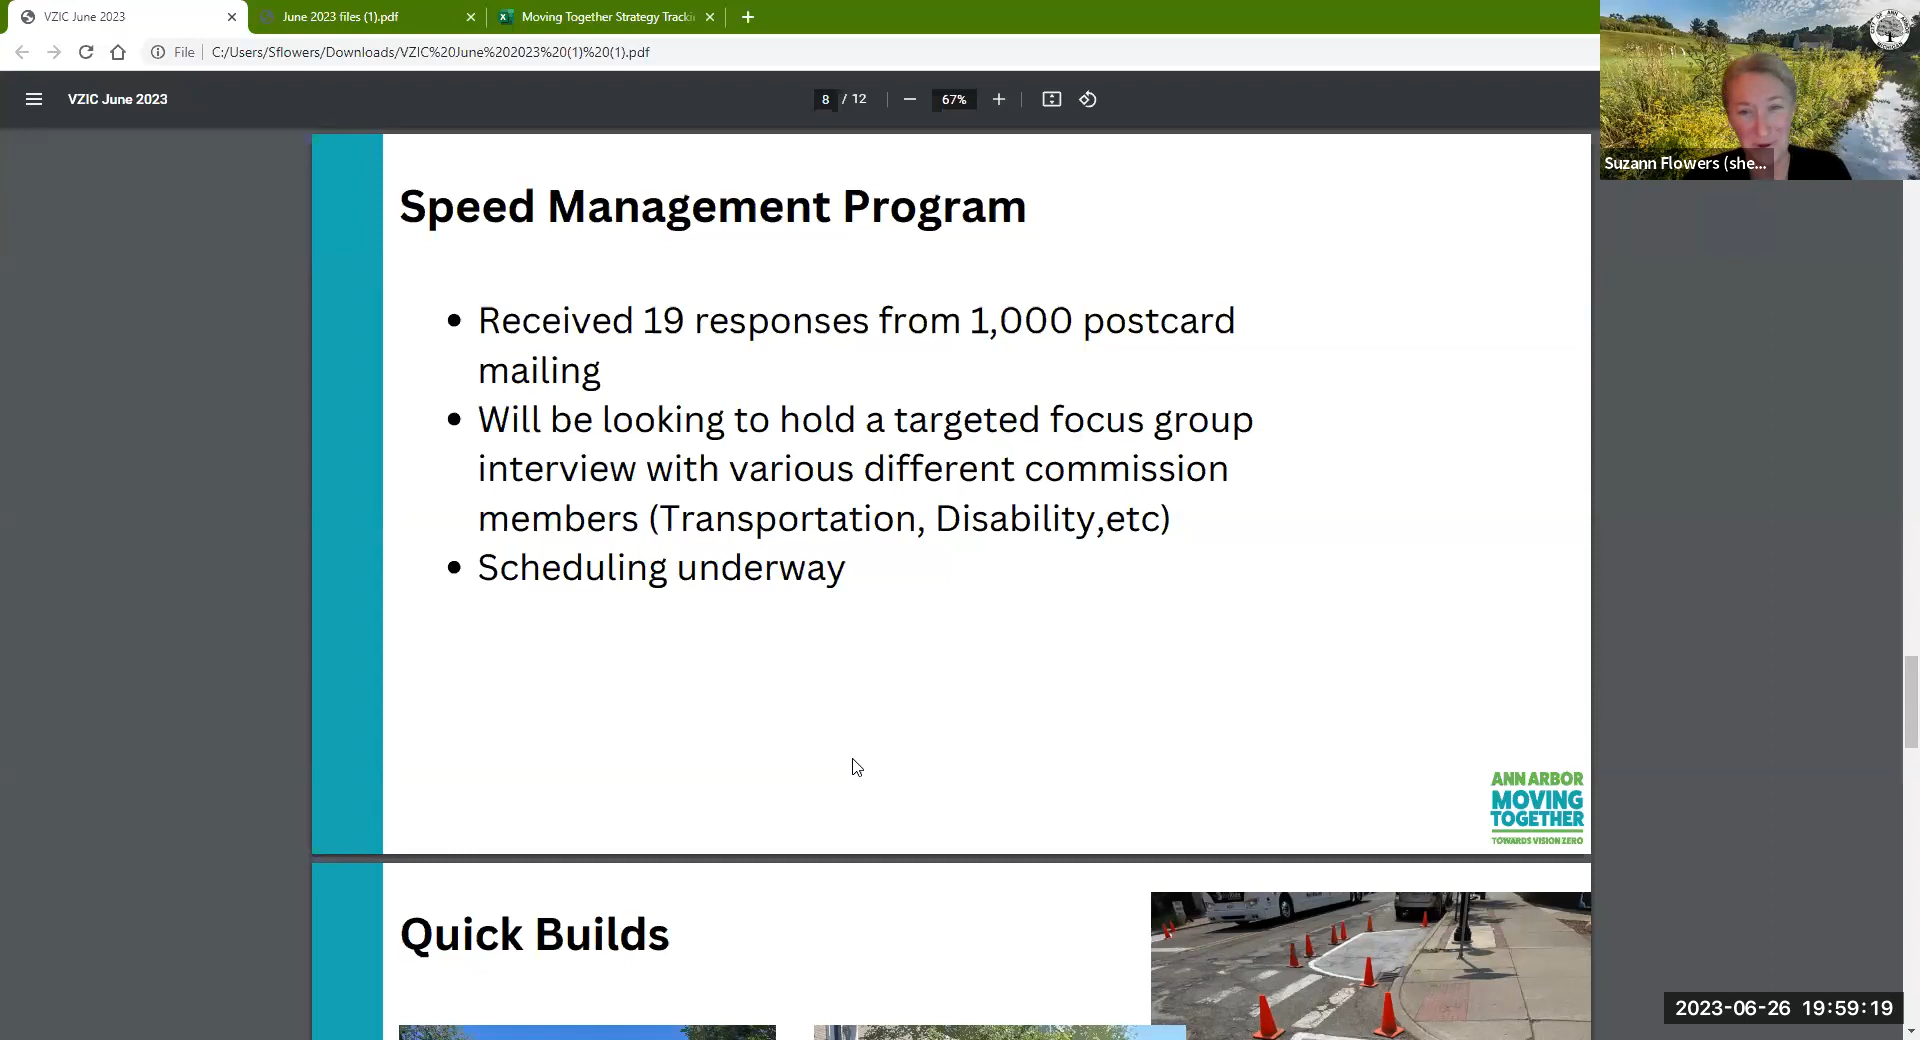 VZIC June 2023
June 2023 files (1).pdf
Moving Together Strategy Tracki
File
C:/Users/Sflowers/Downloads/VZIC%20June%202023%20(1)%20(1).pdf
VZIC June 2023
8 / 12
67%
Suzann Flowers (she...
Speed Management Program
• Received 19 responses from 1,000 postcard
mailing
• Will be looking to hold a targeted focus group
interview with various different commission
members (Transportation, Disability,etc)
• Scheduling underway
ANN ARBOR
MOVING
TOGETHER
TOWARDS VISION ZERO
Quick Builds
2023-06-26 19:59:19